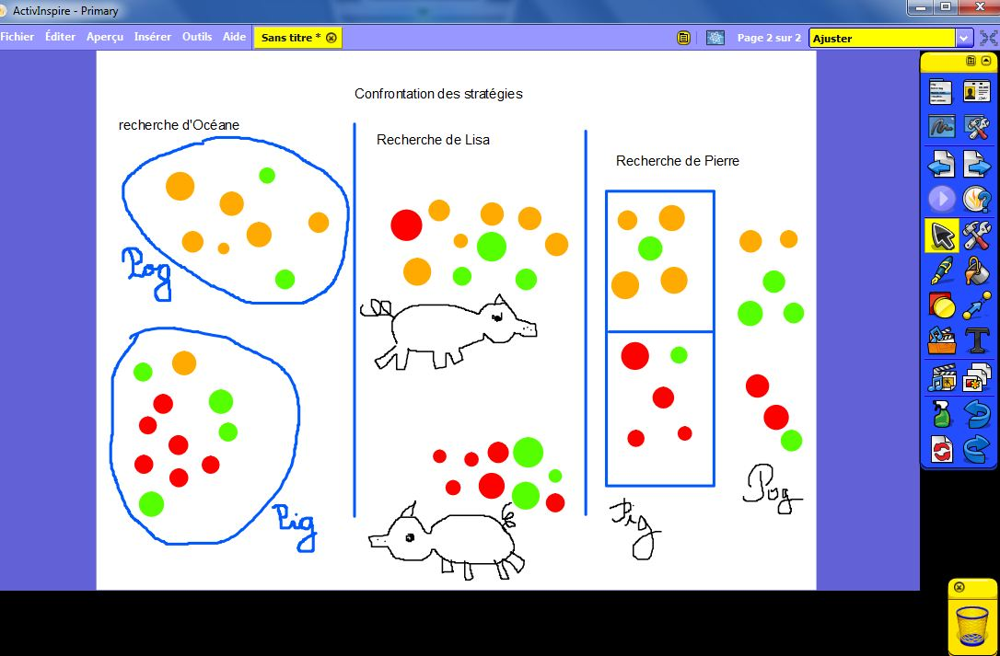 ActivInspire - Primary
Fichier Éditer Aperçu Insérer Outils Aide Sans titre * Page 2 sur 2 Ajuster
Confrontation des stratégies
recherche d'Océane
Recherche de Lisa
Recherche de Pierre
Pog
Pig
Pig
Pog